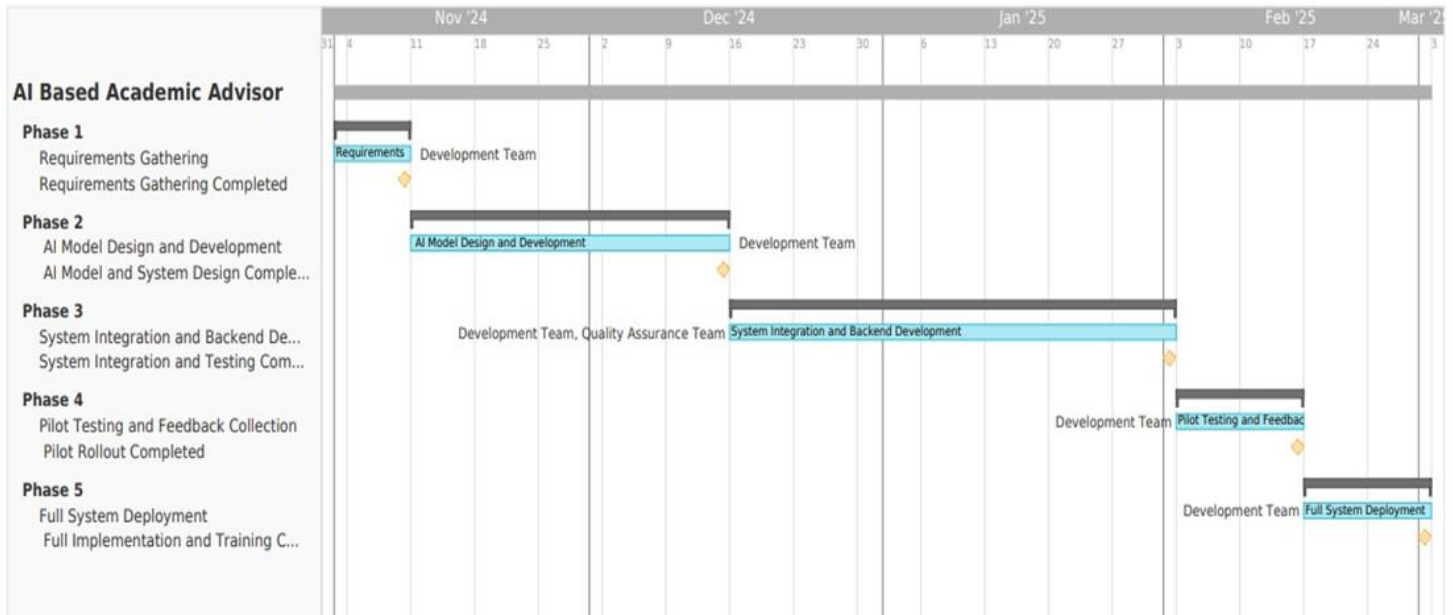 Nov '24 Dec '24 Jan '25 Feb '25 Mar '2
31 4 11 18 25 2 9 16 23 30 6 13 20 27 3 10 17 24 3
AI Based Academic Advisor
Phase 1
Requirements Gathering Requirements Development Team
Requirements Gathering Completed
Phase 2
AI Model Design and Development AI Model Design and Development Development Team
AI Model and System Design Comple...
Phase 3
System Integration and Backend De... Development Team, Quality Assurance Team System Integration and Backend Development
System Integration and Testing Com...
Phase 4
Pilot Testing and Feedback Collection Development Team Pilot Testing and Feedbac
Pilot Rollout Completed
Phase 5
Full System Deployment Development Team Full System Deployment
Full Implementation and Training C...